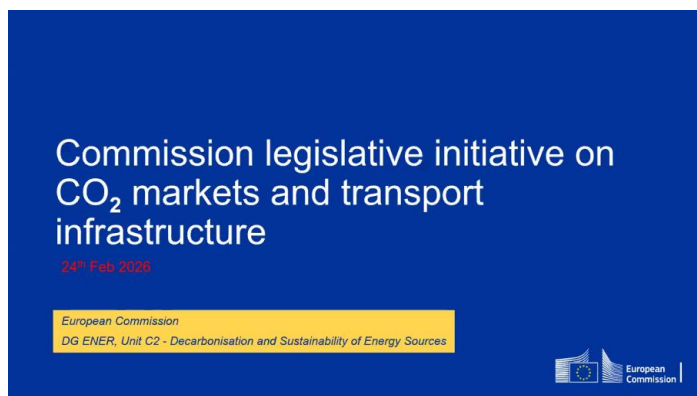 Commission legislative initiative on
CO₂ markets and transport
infrastructure
24th Feb 2026
European Commission
DG ENER, Unit C2 - Decarbonisation and Sustainability of Energy Sources
European
Commission